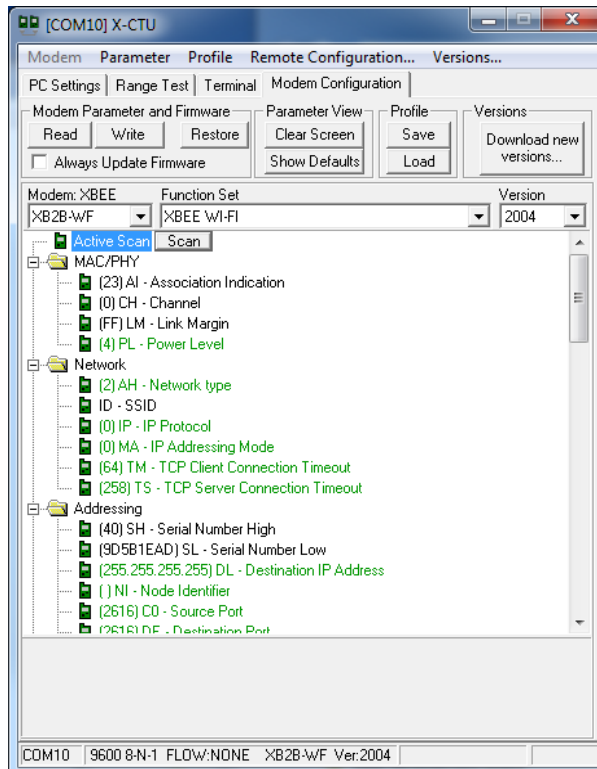 [COM10] X-CTU
Modem Parameter Profile Remote Configuration... Versions...
PC Settings Range Test Terminal Modem Configuration
Modem Parameter and Firmware Parameter View Profile Versions
Read Write Restore Clear Screen Save Download new versions...
Always Update Firmware Show Defaults Load
Modem: XBEE Function Set Version
XB2B-WF XBEE WI-FI 2004
Active Scan Scan
MAC/PHY
(23) AI - Association Indication
(0) CH - Channel
(FF) LM - Link Margin
(4) PL - Power Level
Network
(2) AH - Network type
ID - SSID
(0) IP - IP Protocol
(0) MA - IP Addressing Mode
(64) TM - TCP Client Connection Timeout
(258) TS - TCP Server Connection Timeout
Addressing
(40) SH - Serial Number High
(9D5B1EAD) SL - Serial Number Low
(255.255.255.255) DL - Destination IP Address
( ) NI - Node Identifier
(2616) C0 - Source Port
(2616) DE - Destination Port
COM10 9600 8-N-1 FLOW:NONE XB2B-WF Ver:2004